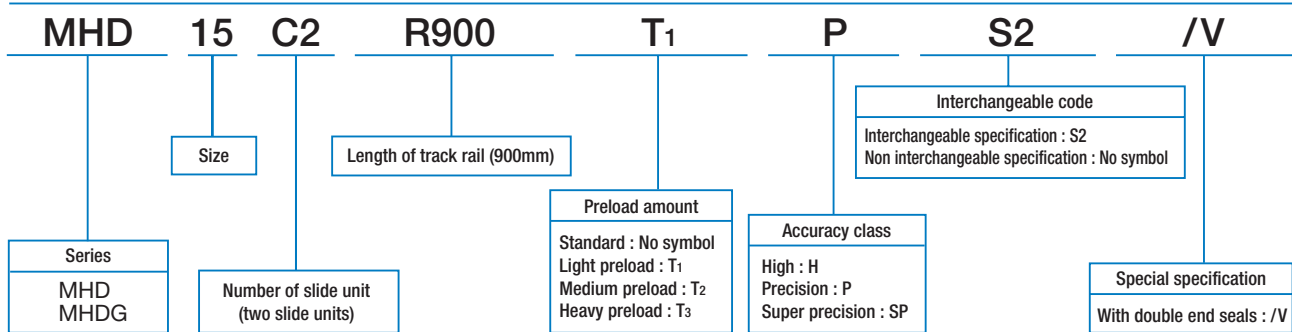 MHD 15 C2 R900 T1 P S2 /V
Interchangeable code
Interchangeable specification : S2
Non interchangeable specification : No symbol
Size
Length of track rail (900mm)
Preload amount
Standard : No symbol
Light preload : T1
Medium preload : T2
Heavy preload : T3
Accuracy class
High : H
Precision : P
Super precision : SP
Series
MHD
MHDG
Number of slide unit
(two slide units)
Special specification
With double end seals : /V